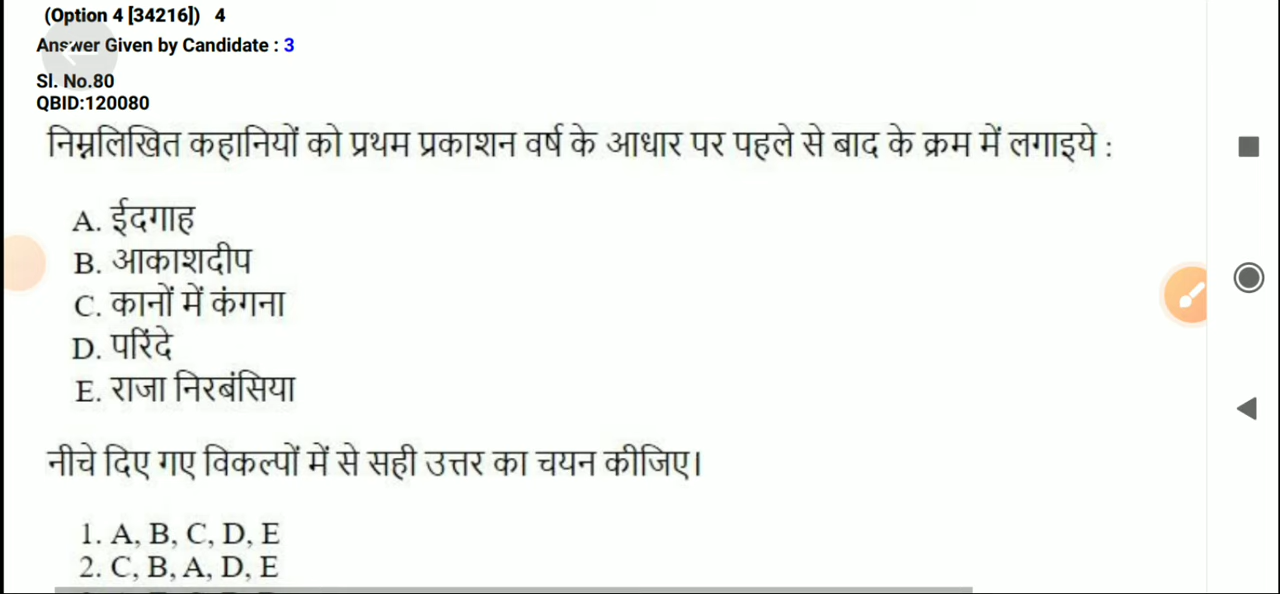 (Option 4 [34216]) 4
Answer Given by Candidate : 3
Sl. No.80
QBID:120080
निम्नलिखित कहानियों को प्रथम प्रकाशन वर्ष के आधार पर पहले से बाद के क्रम में लगाइये :
A. ईदगाह
B. आकाशदीप
C. कानों में कंगना
D. परिंदे
E. राजा निरबंसिया
नीचे दिए गए विकल्पों में से सही उत्तर का चयन कीजिए।
1. A, B, C, D, E
2. C, B, A, D, E